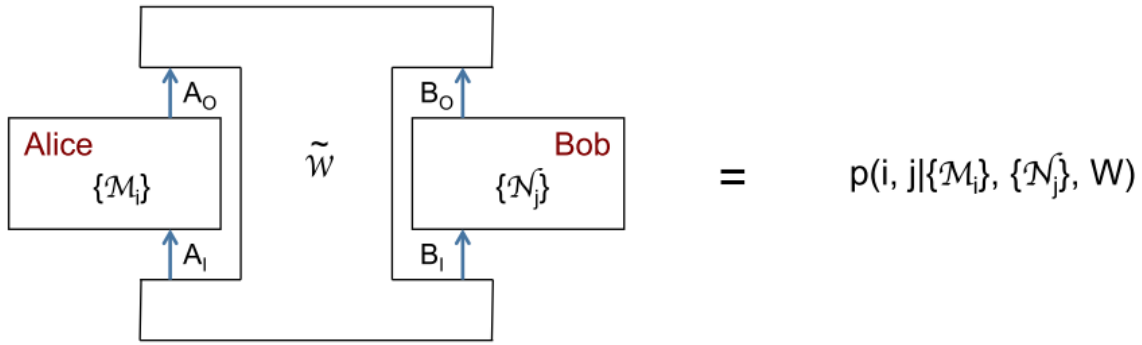 A_O
B_O
Alice
{ℳ_i}
𝒲̃
Bob
{𝒩_j}
= p(i, j|{ℳ_i}, {𝒩_j}, W)
A_I
B_I